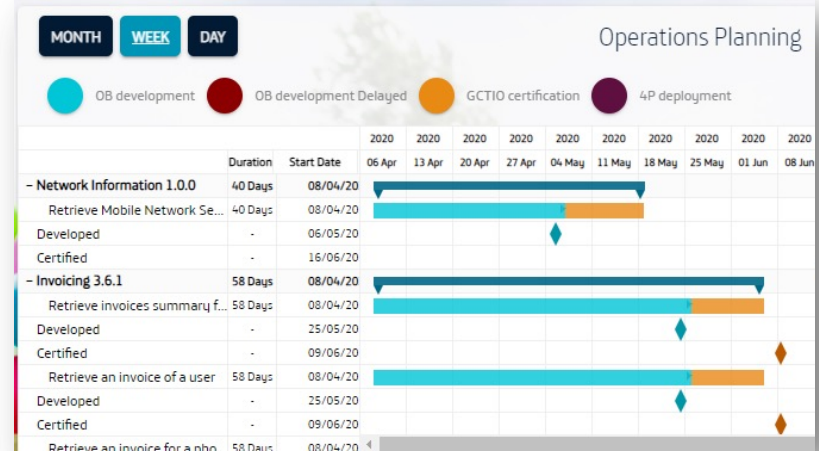 MONTH WEEK DAY Operations Planning
OB development OB development Delayed GCTIO certification 4P deployment
2020 2020 2020 2020 2020 2020 2020 2020 2020 2020
Duration Start Date 06 Apr 13 Apr 20 Apr 27 Apr 04 May 11 May 18 May 25 May 01 Jun 08 Jun
– Network Information 1.0.0 40 Days 08/04/20
Retrieve Mobile Network Se... 40 Days 08/04/20
Developed - 06/05/20
Certified - 16/06/20
– Invoicing 3.6.1 58 Days 08/04/20
Retrieve invoices summary f... 58 Days 08/04/20
Developed - 25/05/20
Certified - 09/06/20
Retrieve an invoice of a user 58 Days 08/04/20
Developed - 25/05/20
Certified - 09/06/20
Retrieve an invoice for a pho... 58 Days 08/04/20